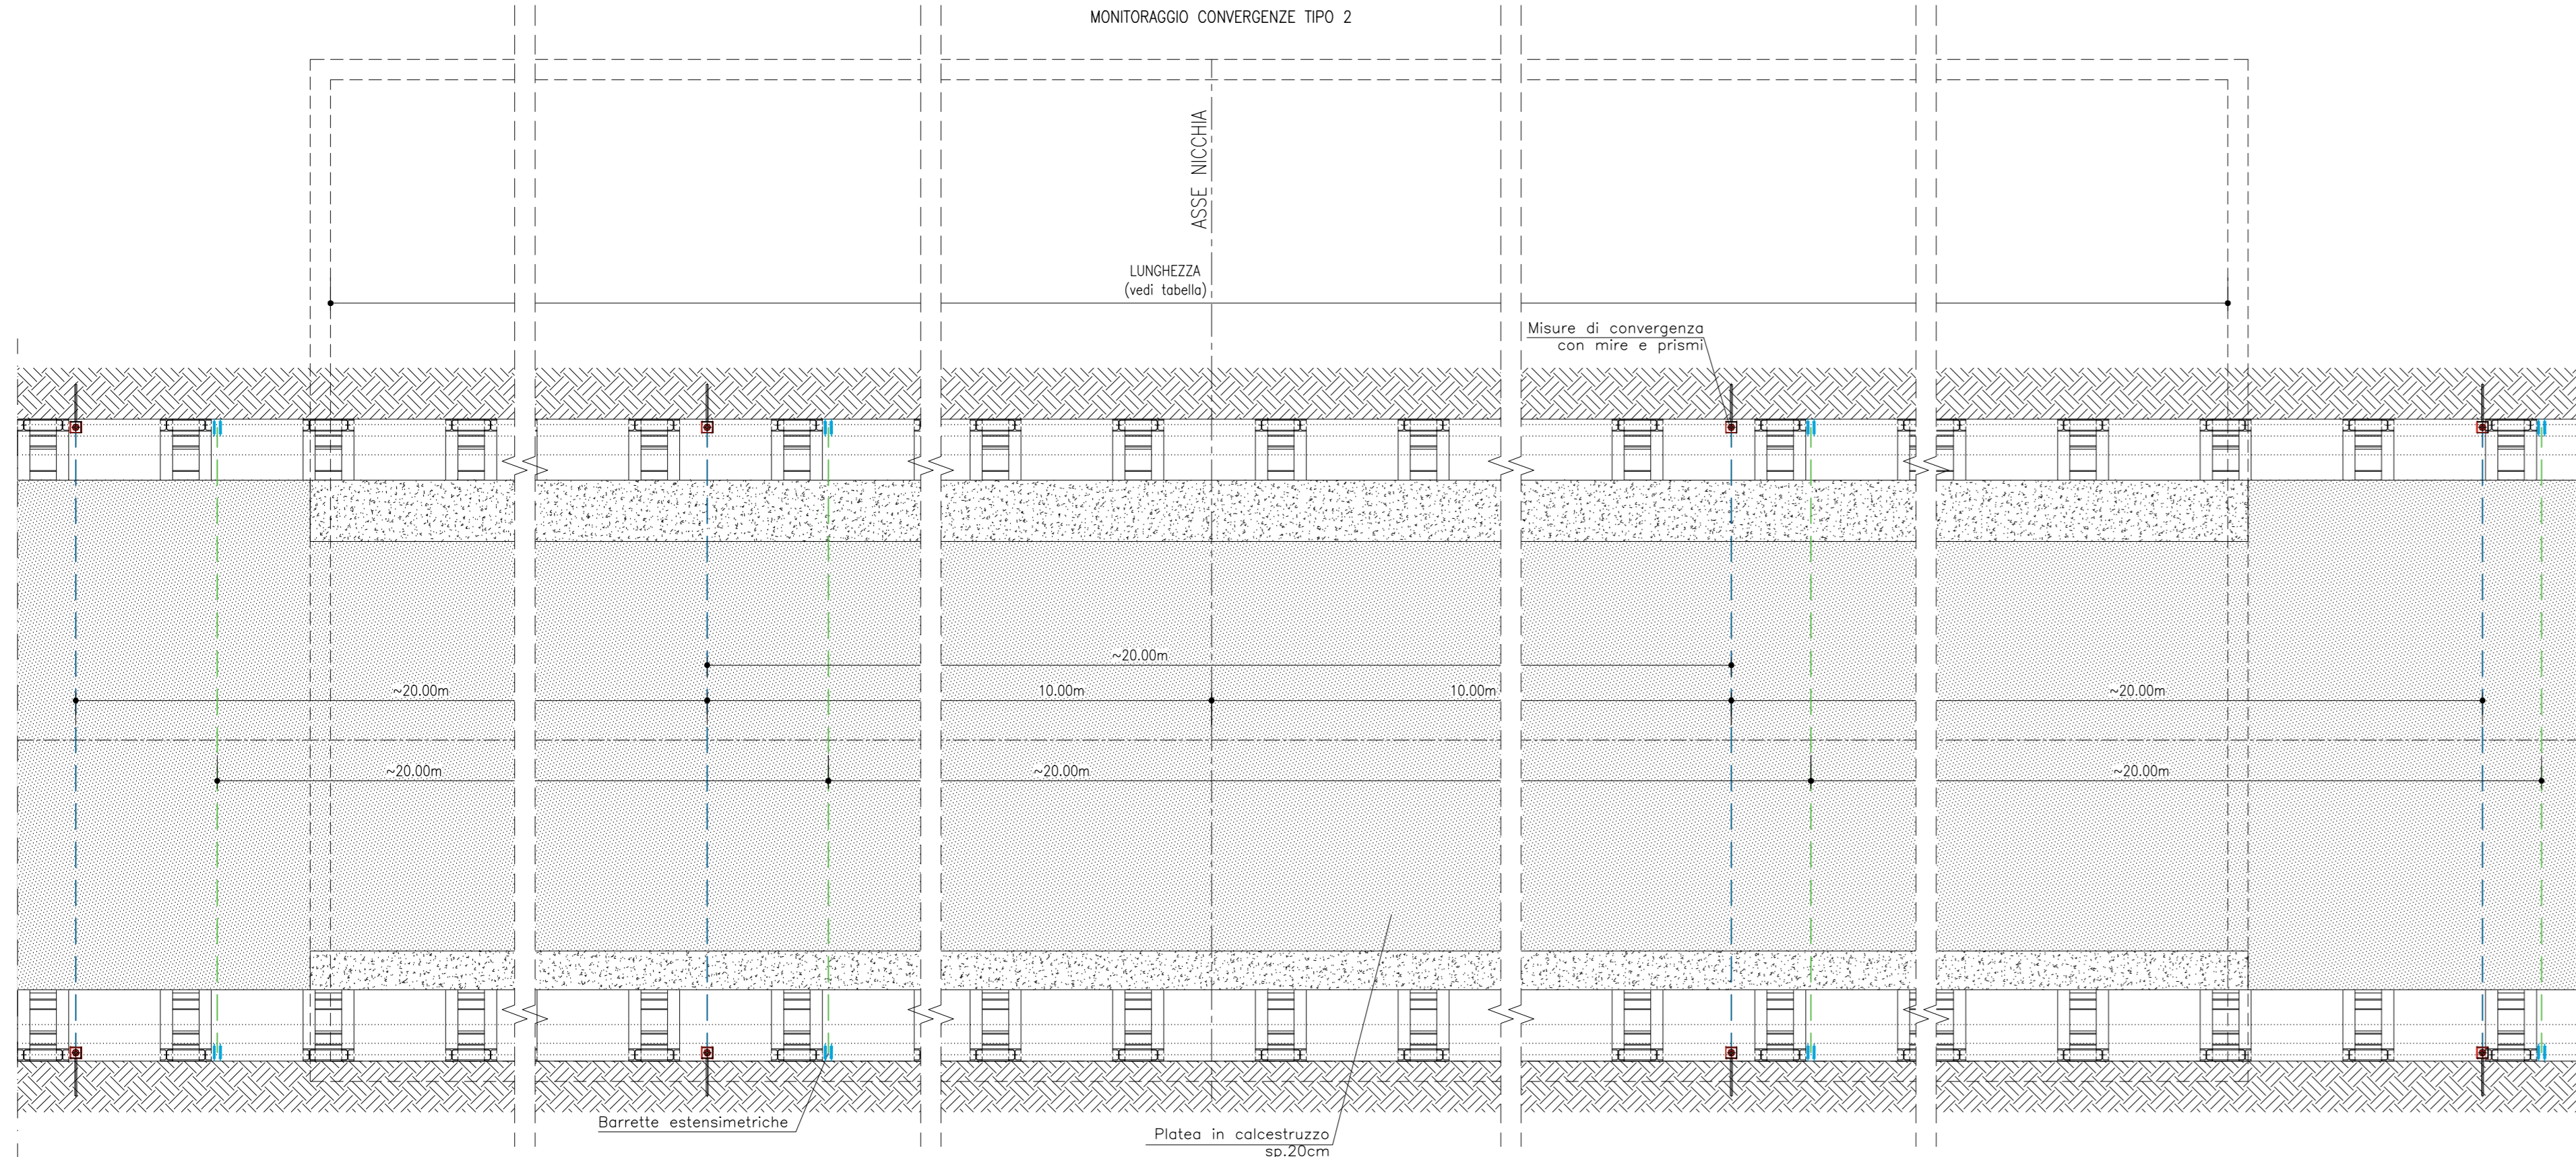 MONITORAGGIO CONVERGENZE TIPO 2
ASSE NICCHIA
LUNGHEZZA
(vedi tabella)
Misure di convergenza
con mire e prismi
~20.00m
~20.00m
10.00m
10.00m
~20.00m
~20.00m
~20.00m
~20.00m
Barrette estensimetriche
Platea in calcestruzzo
sp.20cm